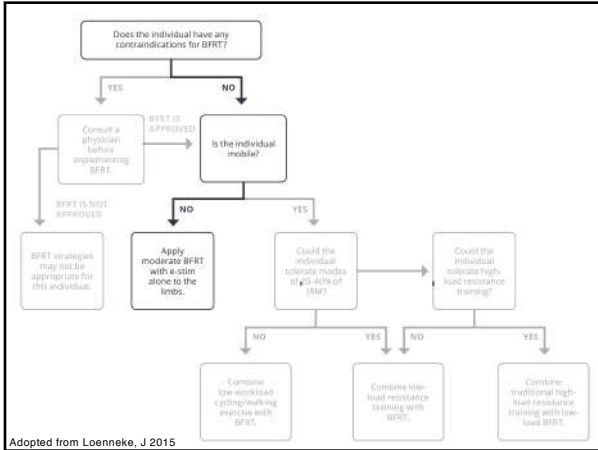 Does the individual have any
contraindications for BFRT?
YES
NO
Consult a
physician
before
implementing
BFRT.
BFRT IS
APPROVED
Is the individual
mobile?
BFRT IS NOT
APPROVED
NO
YES
BFRT strategies
may not be
appropriate for
this individual.
Apply
moderate BFRT
with e-stim
alone to the
limbs.
Could the
individual
tolerate modes
of 20-40% of
1RM?
Could the
individual
tolerate high-
load resistance
training?
NO
YES
NO
YES
Combine
low-workload
cycling/walking
exercise with
BFRT.
Combine low-
load resistance
training with
BFRT.
Combine
traditional high-
load resistance
training with low-
load BFRT.
Adopted from Loenneke, J 2015